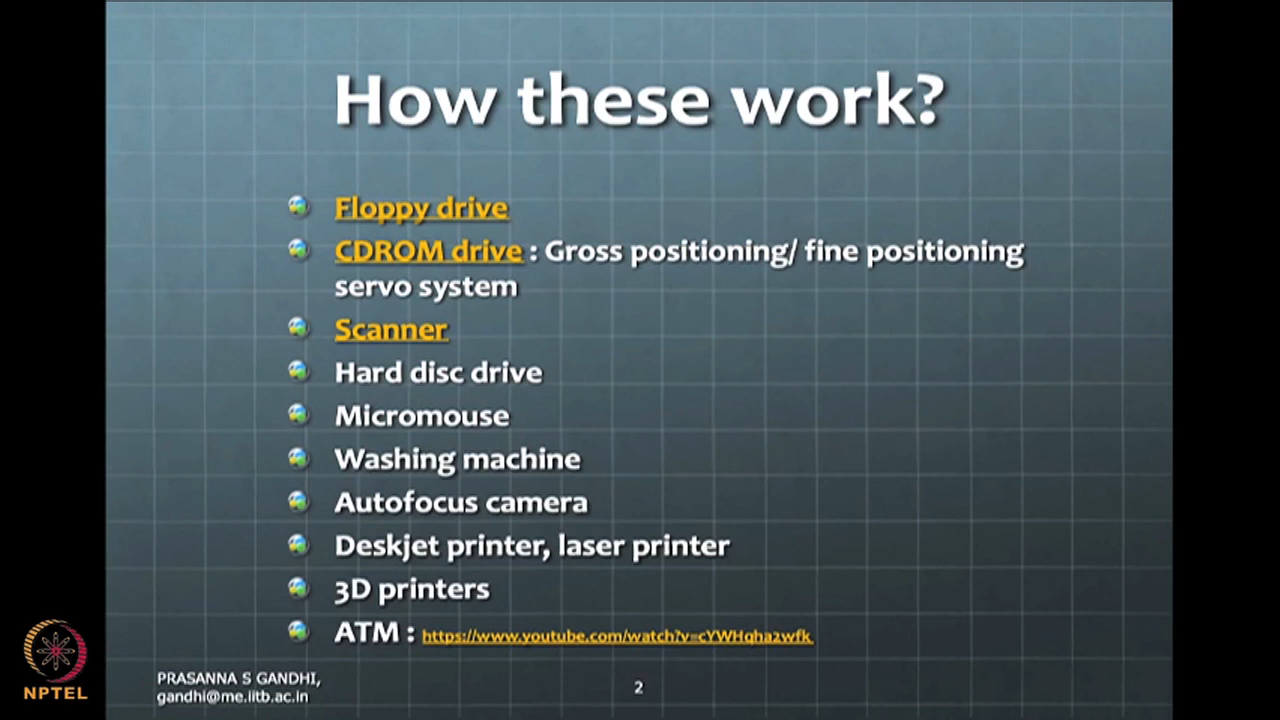 How these work?
Floppy drive
CDROM drive : Gross positioning/ fine positioning
servo system
Scanner
Hard disc drive
Micromouse
Washing machine
Autofocus camera
Deskjet printer, laser printer
3D printers
ATM : https://www.youtube.com/watch?v=cYWHqha2wfk
PRASANNA S GANDHI,
gandhi@me.iitb.ac.in
2
NPTEL